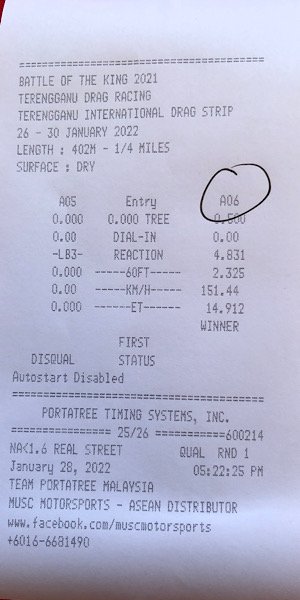 BATTLE OF THE KING 2021
TERENGGANU DRAG RACING
TERENGGANU INTERNATIONAL DRAG STRIP
26 - 30 JANUARY 2022
LENGTH : 402M - 1/4 MILES
SURFACE : DRY
A05 Entry A06
0.000 0.000 TREE 0.500
0.00 DIAL-IN 0.00
-LB3- REACTION 4.831
0.000 ------60FT----- 2.325
0.00 -----KM/H------ 151.44
0.000 ------ET------- 14.912
WINNER
FIRST
DISQUAL STATUS
Autostart Disabled
PORTATREE TIMING SYSTEMS, INC.
================ 25/26 ===========600214
NA<1.6 REAL STREET QUAL RND 1
January 28, 2022 05:22:25 PM
TEAM PORTATREE MALAYSIA
MUSC MOTORSPORTS - ASEAN DISTRIBUTOR
www.facebook.com/muscmotorsports
+6016-6681490